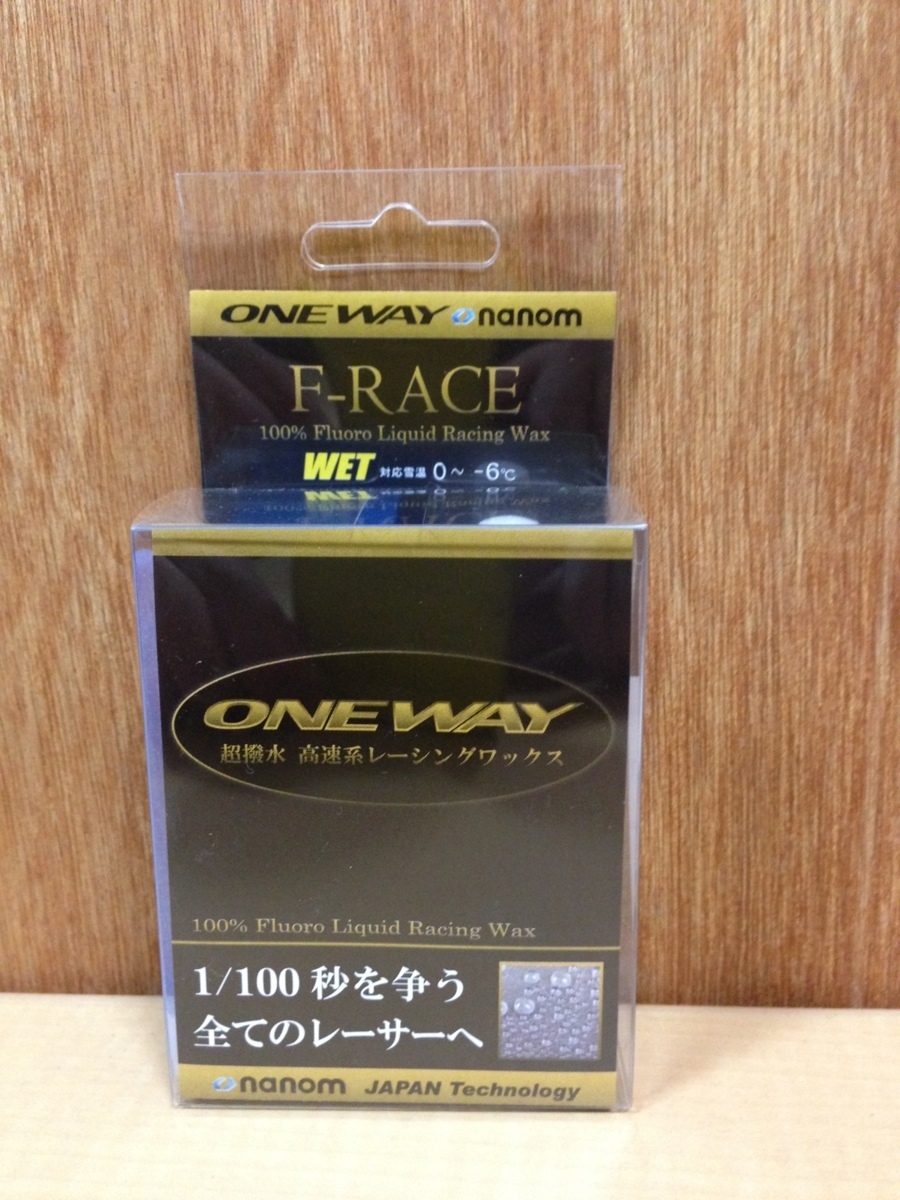 ONE WAY nanom
F-RACE
100% Fluoro Liquid Racing Wax
WET 対応雪温 0~ -6℃
ONE WAY
超撥水 高速系レーシングワックス
100% Fluoro Liquid Racing Wax
1/100 秒を争う
全てのレーサーへ
nanom JAPAN Technology